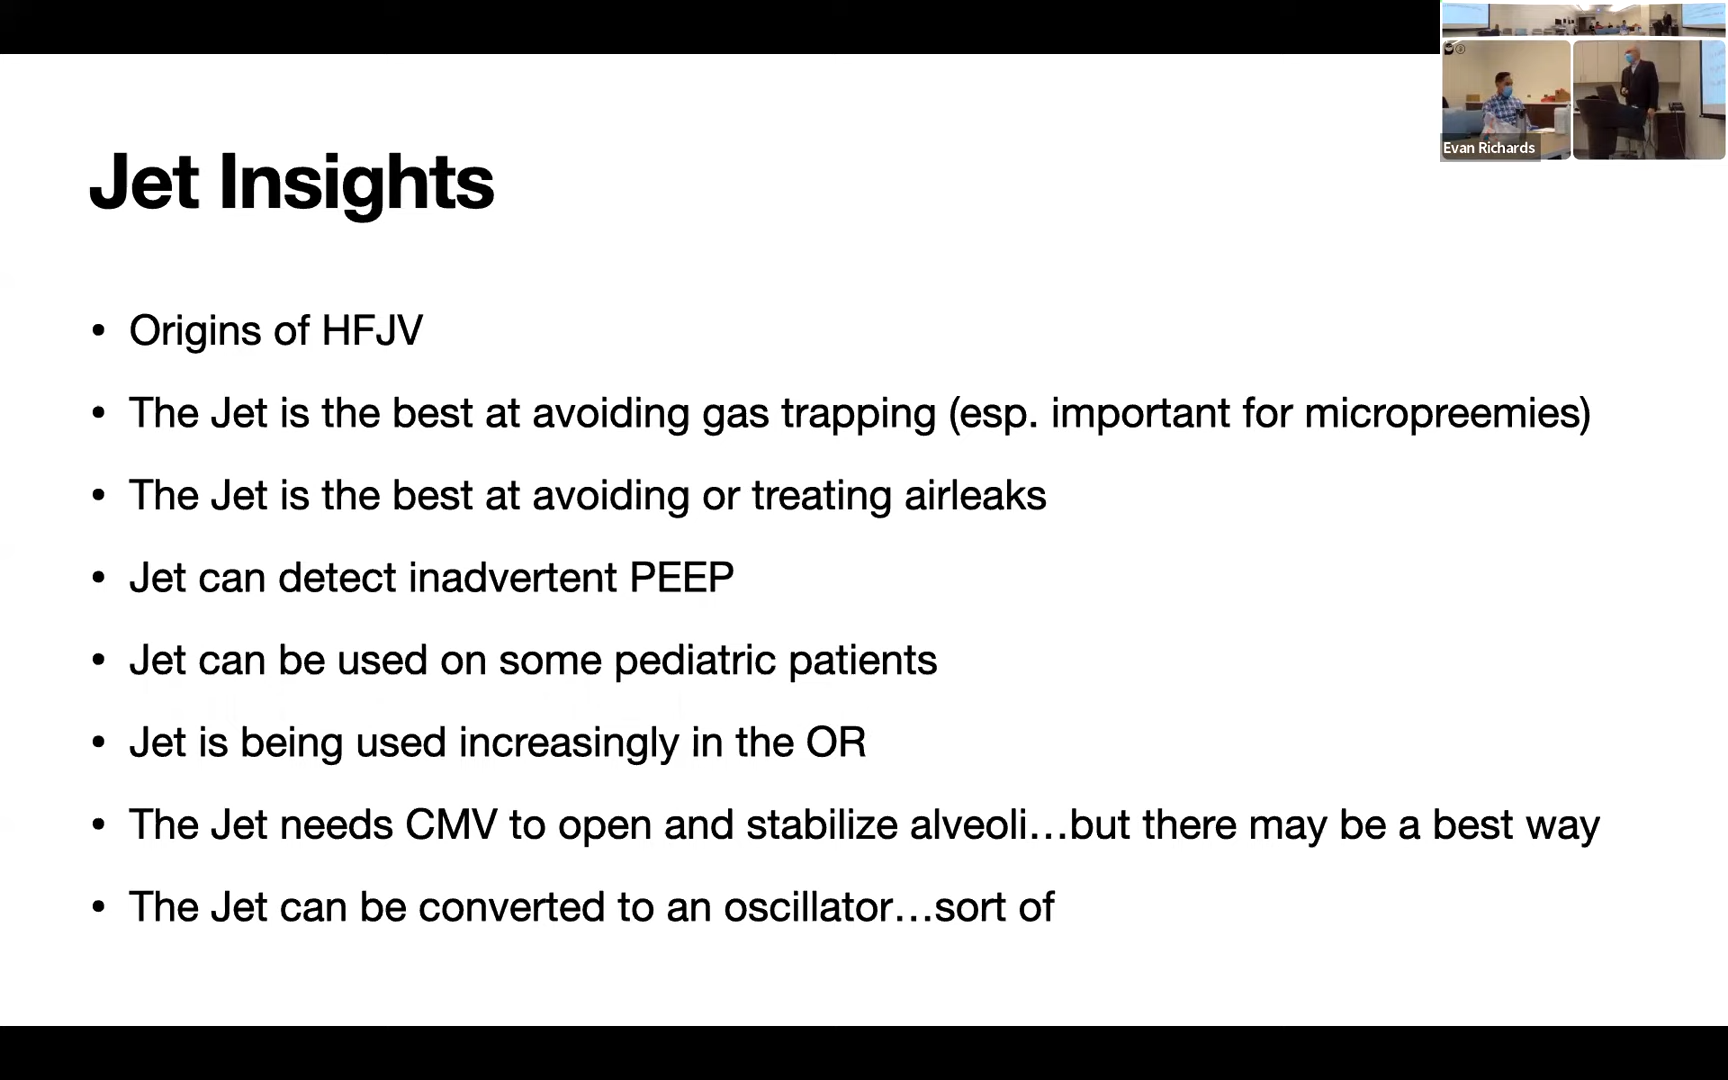 Evan Richards
Jet Insights
• Origins of HFJV
• The Jet is the best at avoiding gas trapping (esp. important for micropreemies)
• The Jet is the best at avoiding or treating airleaks
• Jet can detect inadvertent PEEP
• Jet can be used on some pediatric patients
• Jet is being used increasingly in the OR
• The Jet needs CMV to open and stabilize alveoli…but there may be a best way
• The Jet can be converted to an oscillator…sort of